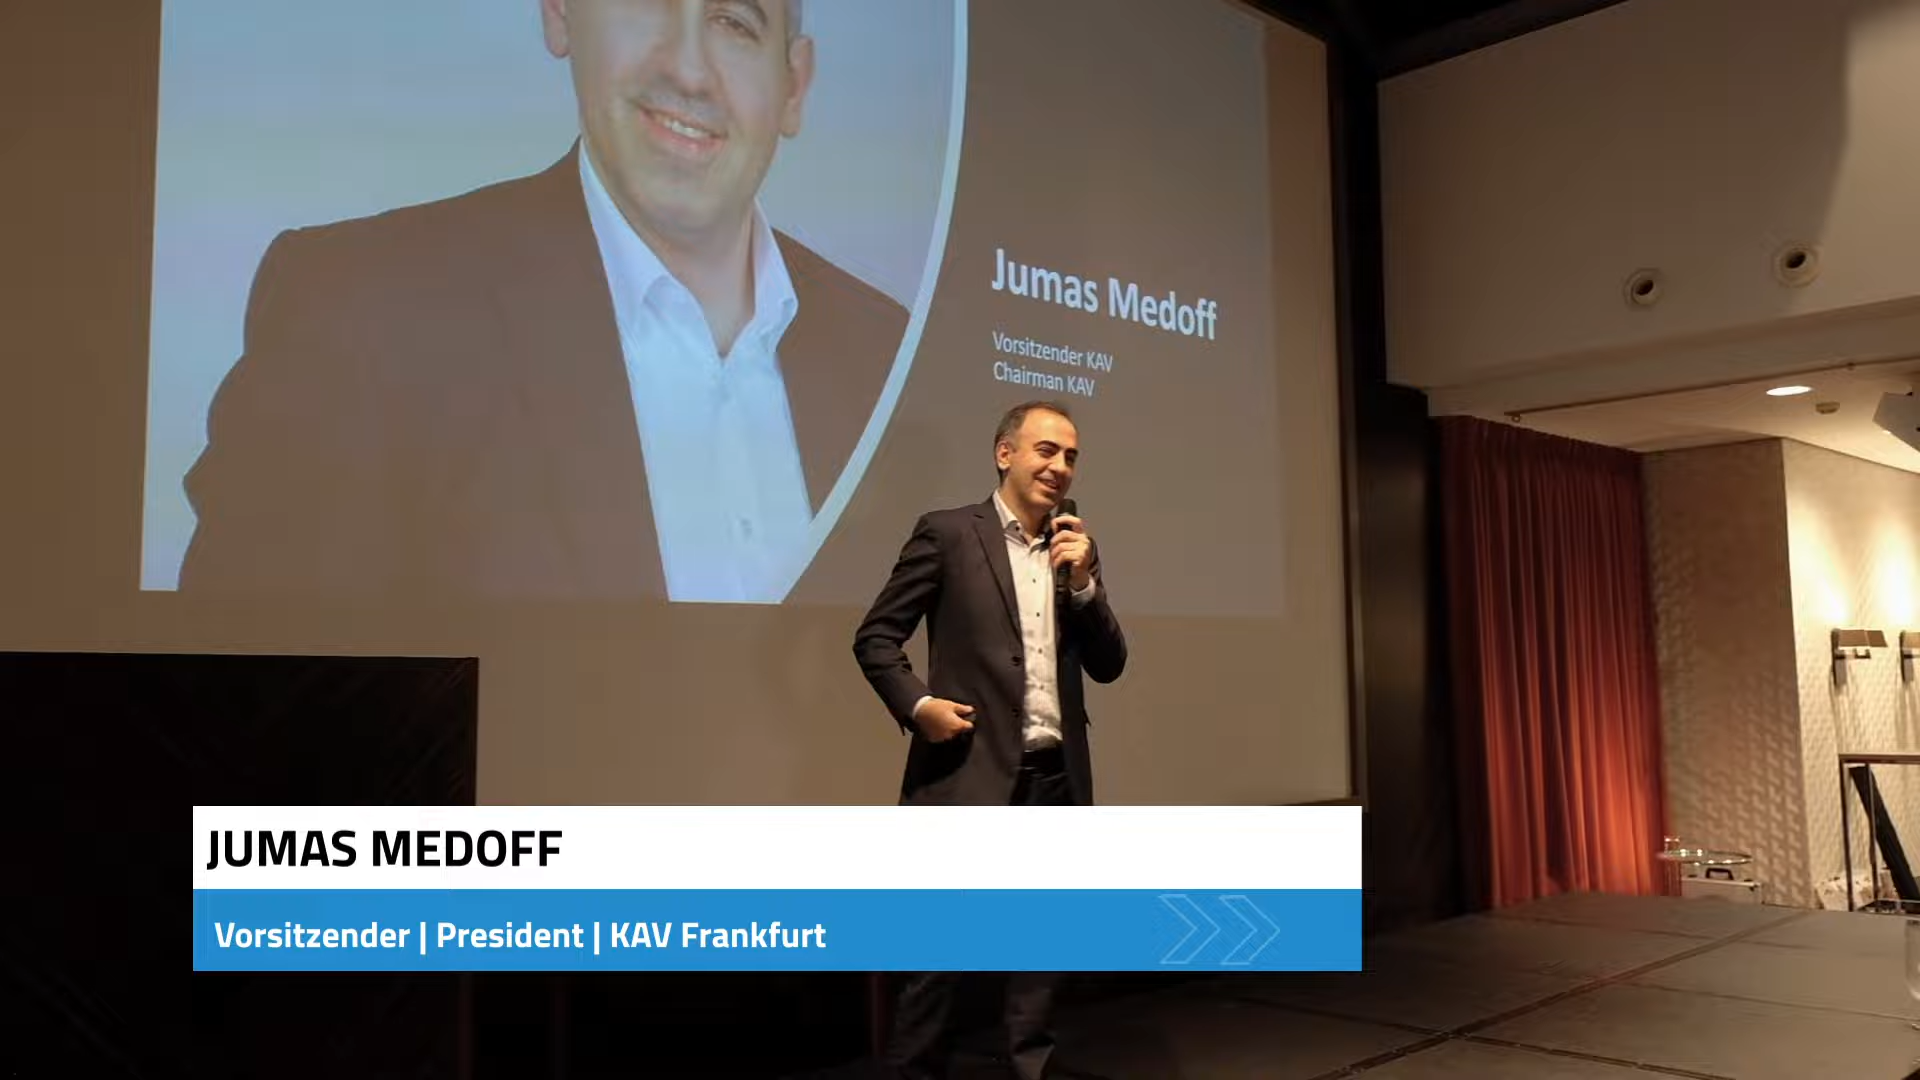 Jumas Medoff
Vorsitzender KAV
Chairman KAV
JUMAS MEDOFF
Vorsitzender | President | KAV Frankfurt